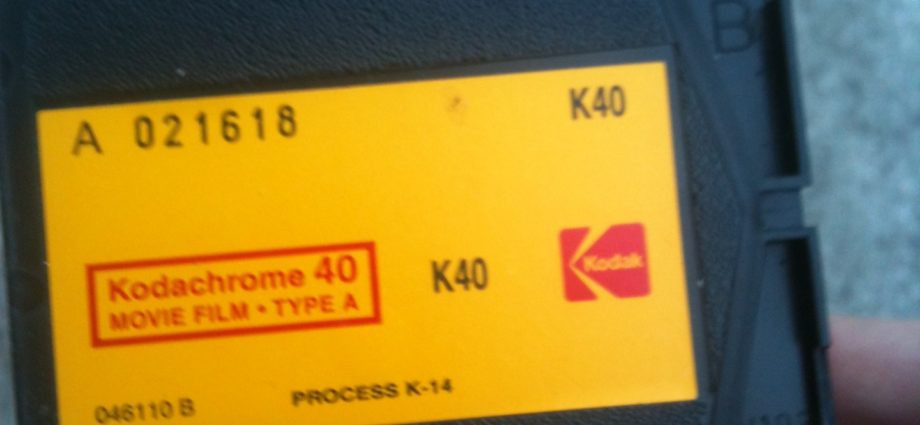 B
A 021618
K40
Kodachrome 40
MOVIE FILM • TYPE A
K40
Kodak
046110 B
PROCESS K-14